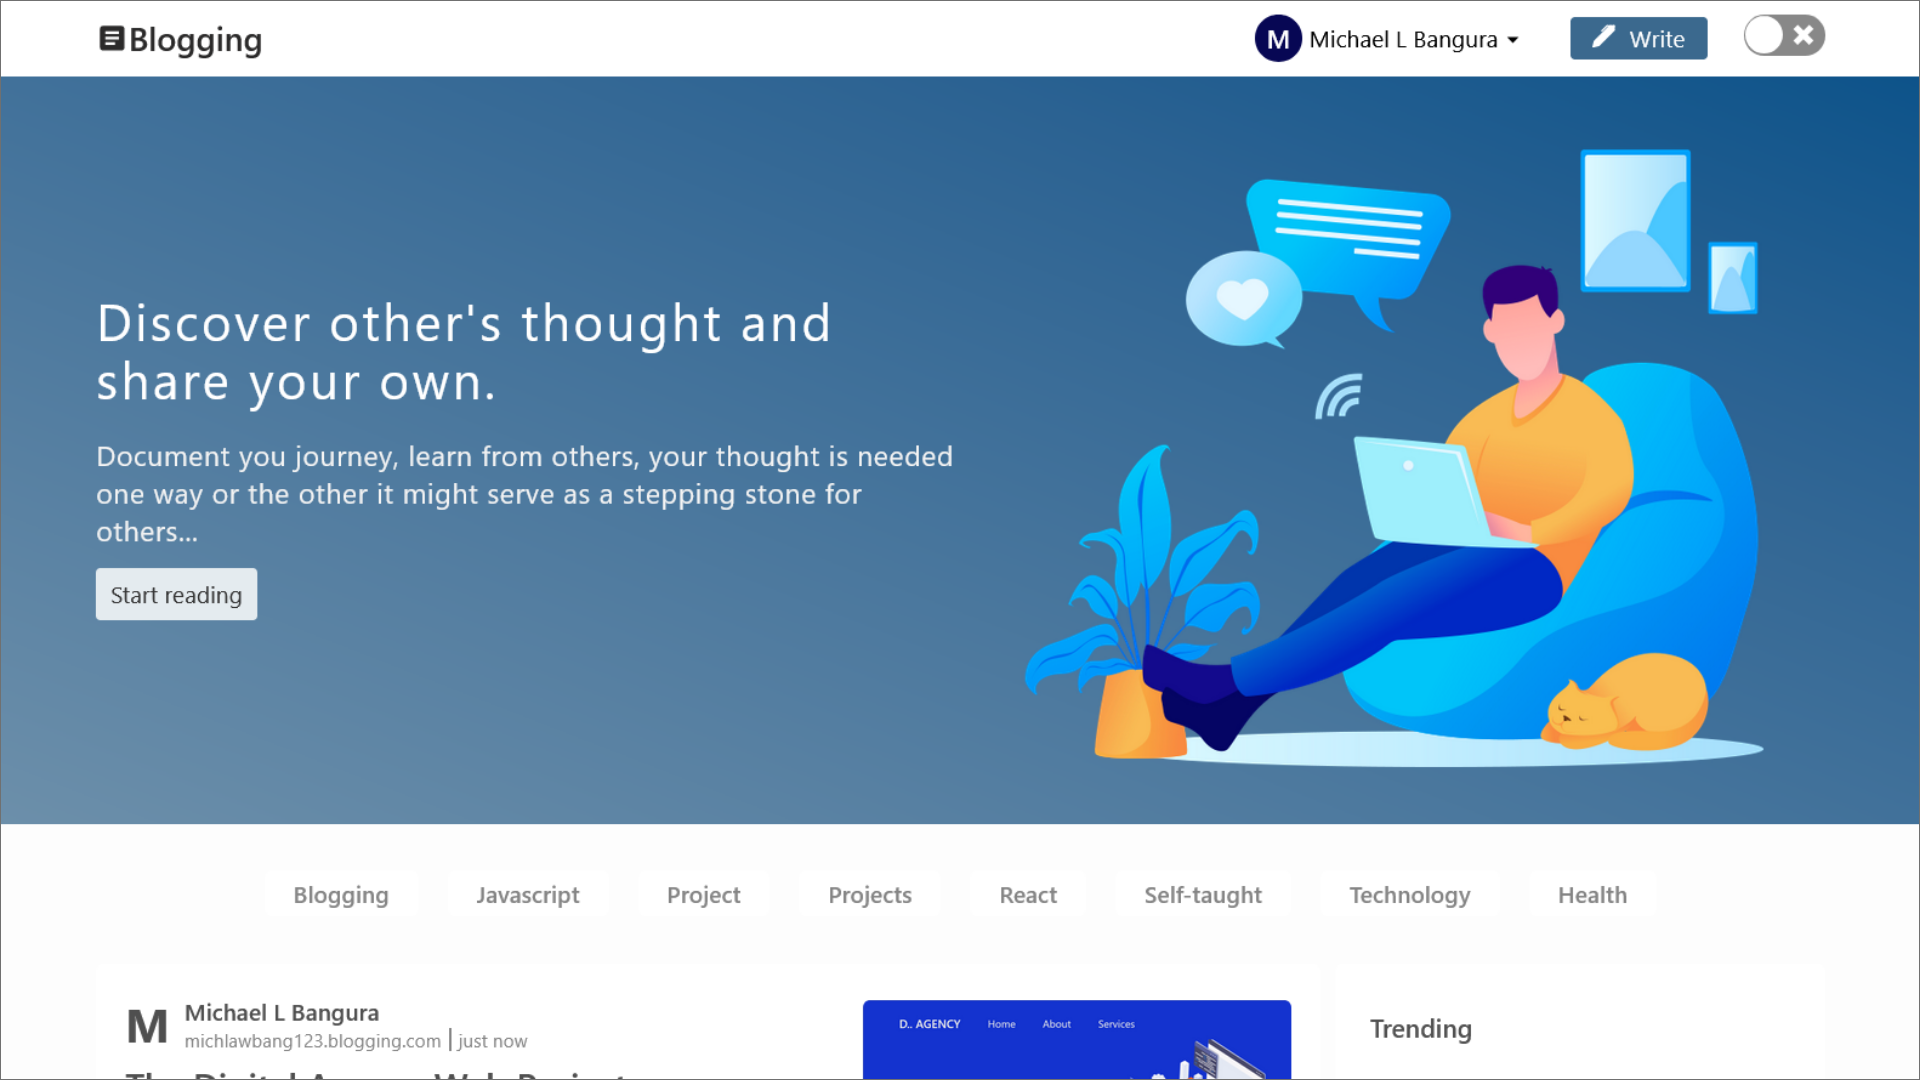 Blogging
M Michael L Bangura
Write
Discover other's thought and
share your own.
Document you journey, learn from others, your thought is needed
one way or the other it might serve as a stepping stone for
others...
Start reading
Blogging Javascript Project Projects React Self-taught Technology Health
M
Michael L Bangura
michlawbang123.blogging.com | just now
D.. AGENCY Home About Services
Trending